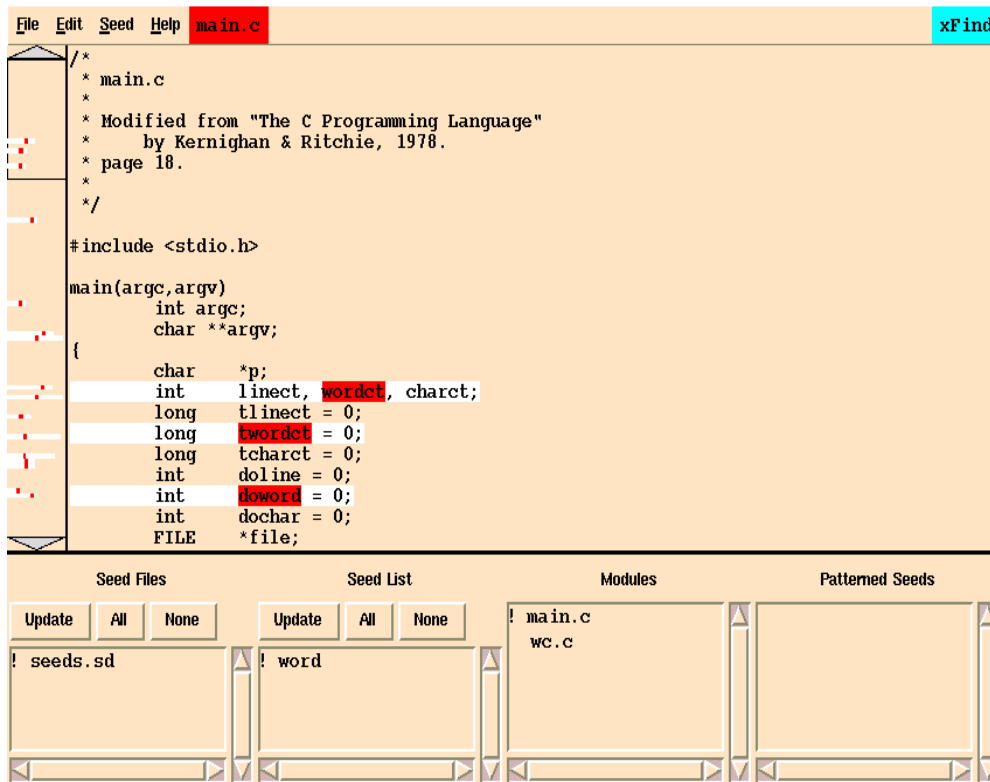 File Edit Seed Help main.c xFind
/*
 * main.c
 *
 * Modified from "The C Programming Language"
 *     by Kernighan & Ritchie, 1978.
 * page 18.
 *
 */
#include <stdio.h>
main(argc,argv)
        int argc;
        char **argv;
{
        char    *p;
        int     linect, wordct, charct;
        long    tlinect = 0;
        long    twordct = 0;
        long    tcharct = 0;
        int     doline = 0;
        int     doword = 0;
        int     dochar = 0;
        FILE    *file;
Seed Files Seed List Modules Patterned Seeds
Update All None Update All None ! main.c
wc.c
! seeds.sd ! word